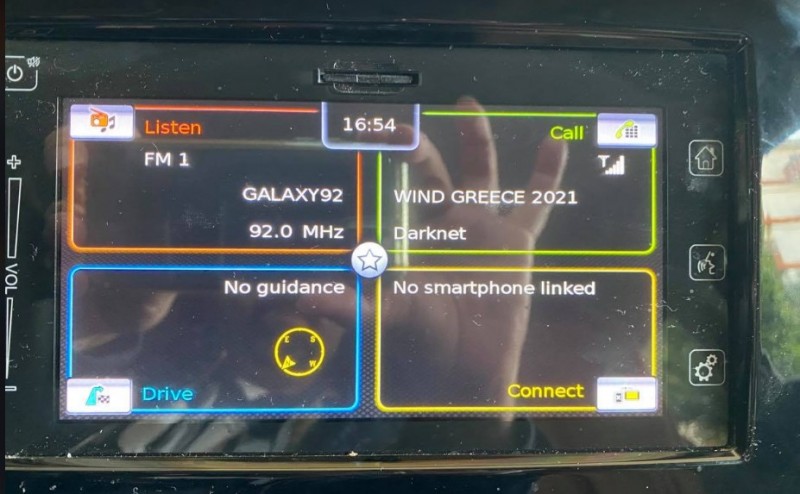 16:54
Listen
FM 1
GALAXY92
92.0 MHz
Call
WIND GREECE 2021
Darknet
No guidance
E S
W
Drive
No smartphone linked
Connect
+
VOL
-